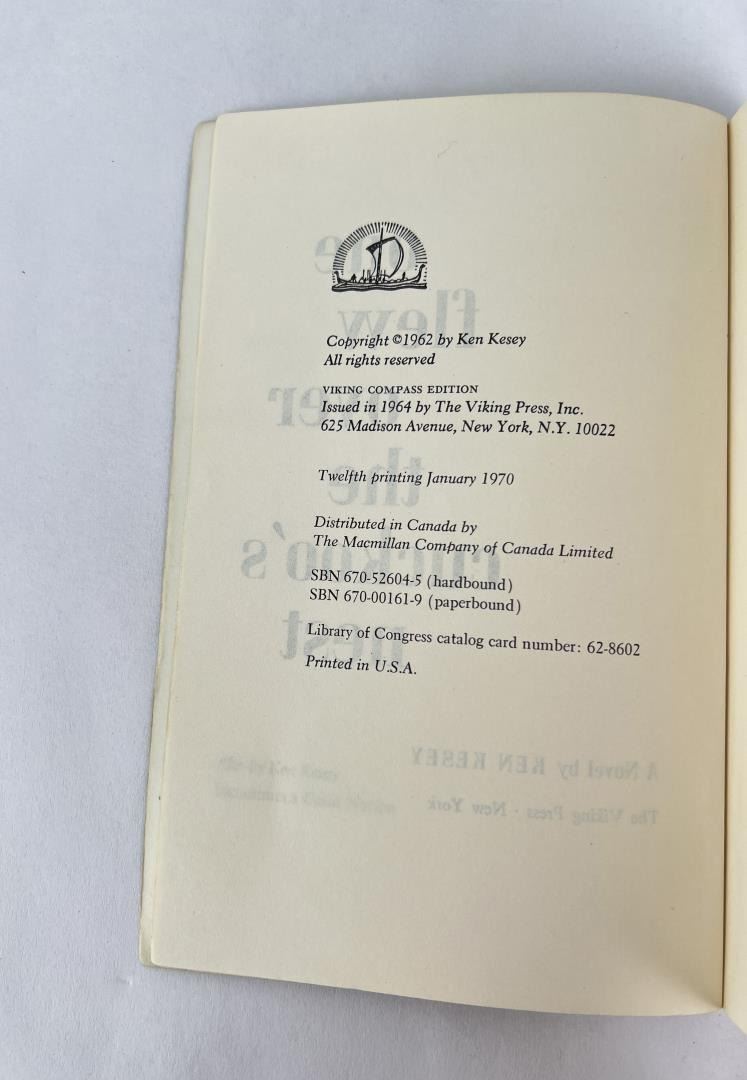 Copyright ©1962 by Ken Kesey
All rights reserved
VIKING COMPASS EDITION
Issued in 1964 by The Viking Press, Inc.
625 Madison Avenue, New York, N.Y. 10022
Twelfth printing January 1970
Distributed in Canada by
The Macmillan Company of Canada Limited
SBN 670-52604-5 (hardbound)
SBN 670-00161-9 (paperbound)
Library of Congress catalog card number: 62-8602
Printed in U.S.A.